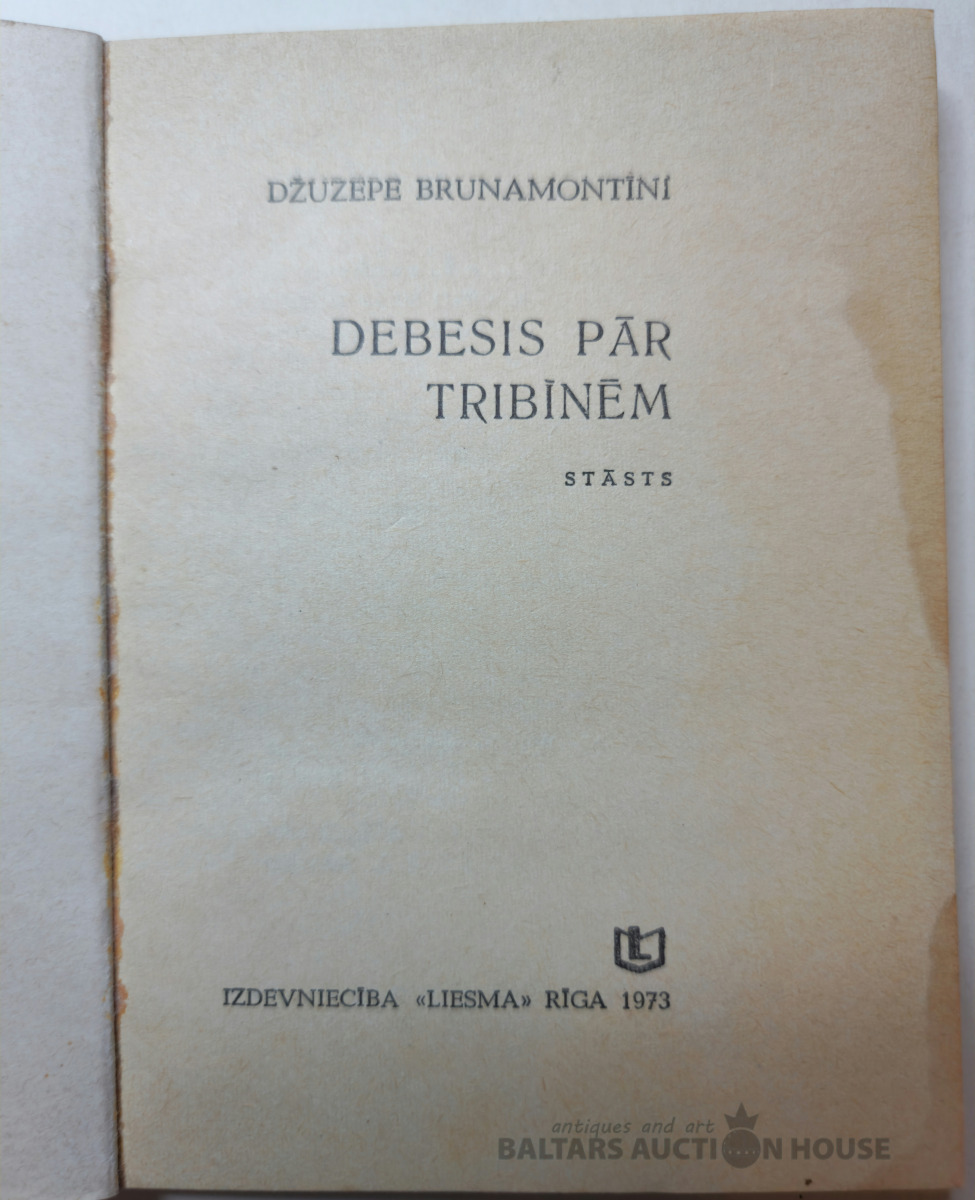 DŽUZEPE BRUNAMONTĪNI
DEBESIS PĀR
TRIBĪNĒM
STĀSTS
L
IZDEVNIECĪBA «LIESMA» RĪGA 1973
antiques and art
BALTARS AUCTION HOUSE